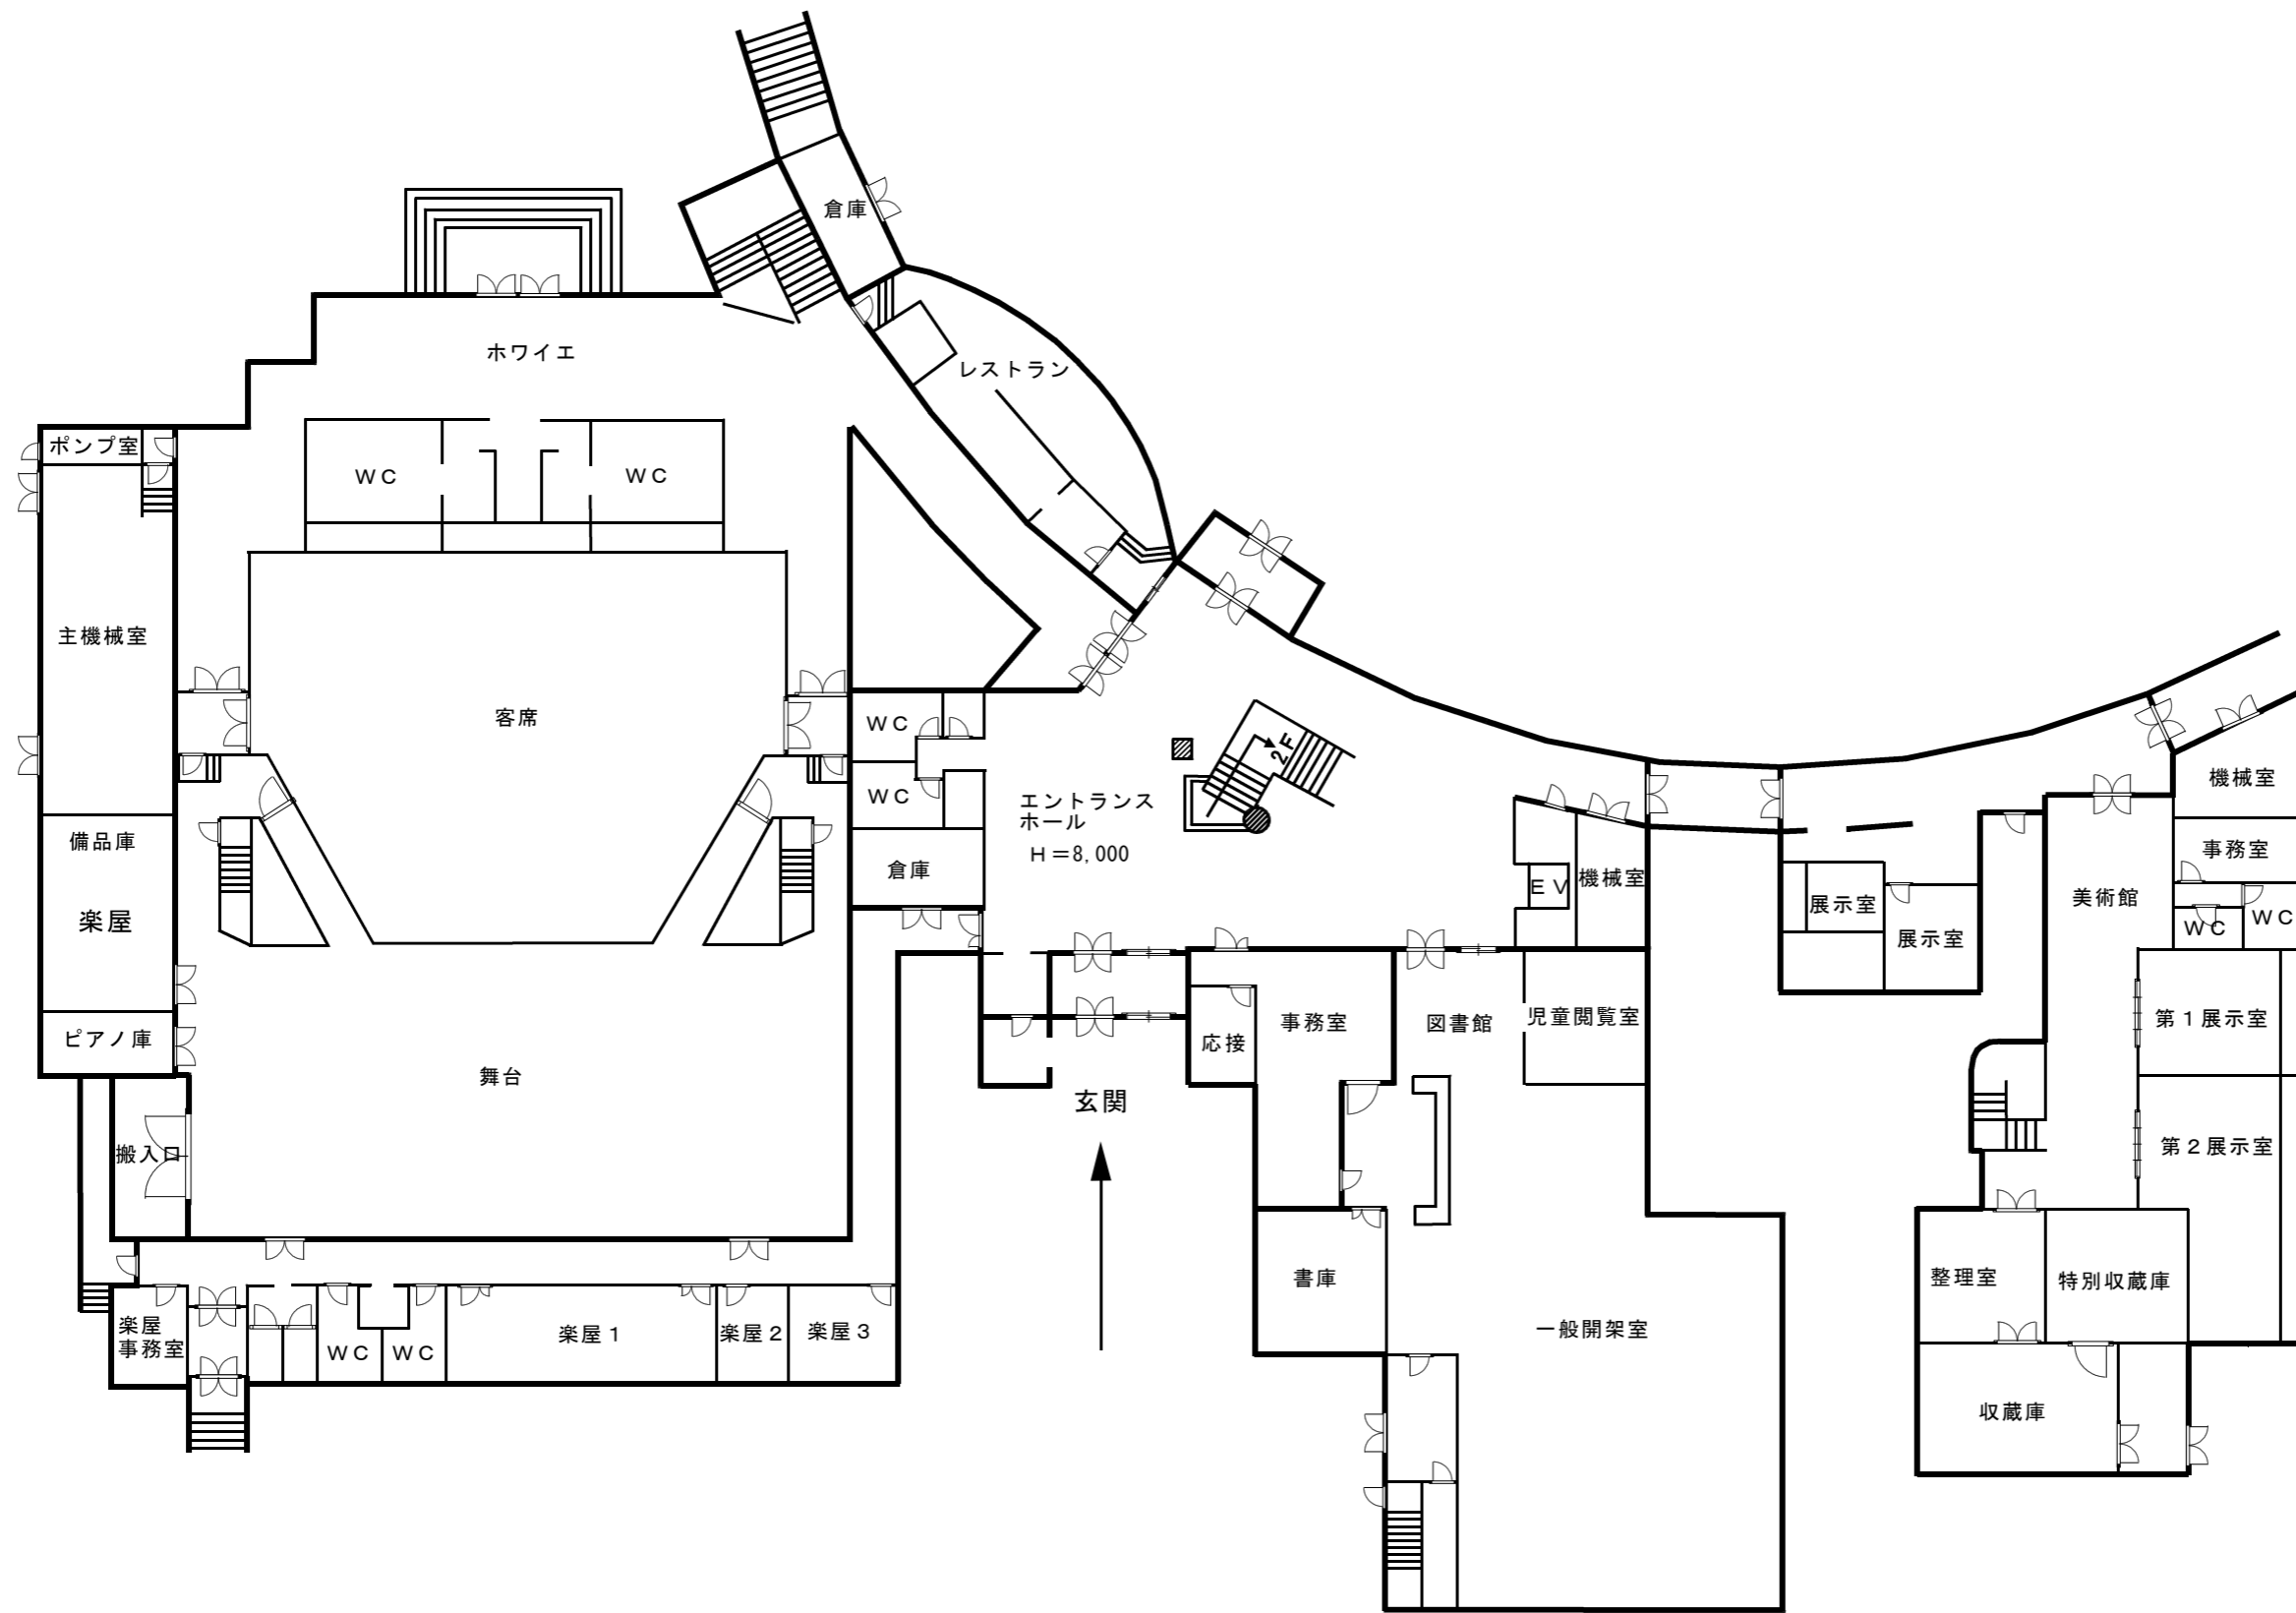 倉庫
ホワイエ
レストラン
ポンプ室
WC
WC
主機械室
客席
WC
2F
エントランス
ホール
H=8,000
WC
倉庫
備品庫
楽屋
ピアノ庫
舞台
搬入口
EV
機械室
展示室
展示室
美術館
機械室
事務室
WC
WC
第1展示室
第2展示室
応接
事務室
図書館
児童閲覧室
玄関
書庫
一般開架室
整理室
特別収蔵庫
収蔵庫
楽屋
事務室
WC
WC
楽屋1
楽屋2
楽屋3